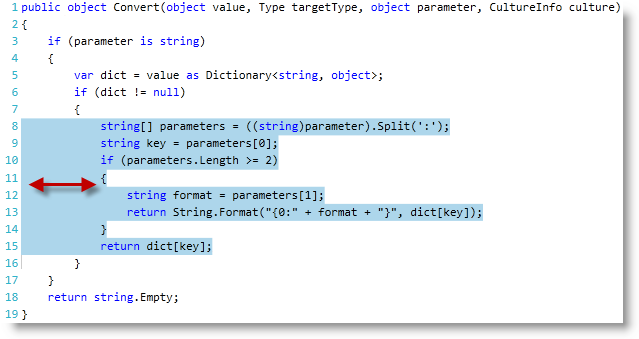 1 public object Convert(object value, Type targetType, object parameter, CultureInfo culture)
2 {
3     if (parameter is string)
4     {
5         var dict = value as Dictionary<string, object>;
6         if (dict != null)
7         {
8             string[] parameters = ((string)parameter).Split(':');
9             string key = parameters[0];
10             if (parameters.Length >= 2)
11             {
12                 string format = parameters[1];
13                 return String.Format("{0:" + format + "}", dict[key]);
14             }
15             return dict[key];
16         }
17     }
18     return string.Empty;
19 }